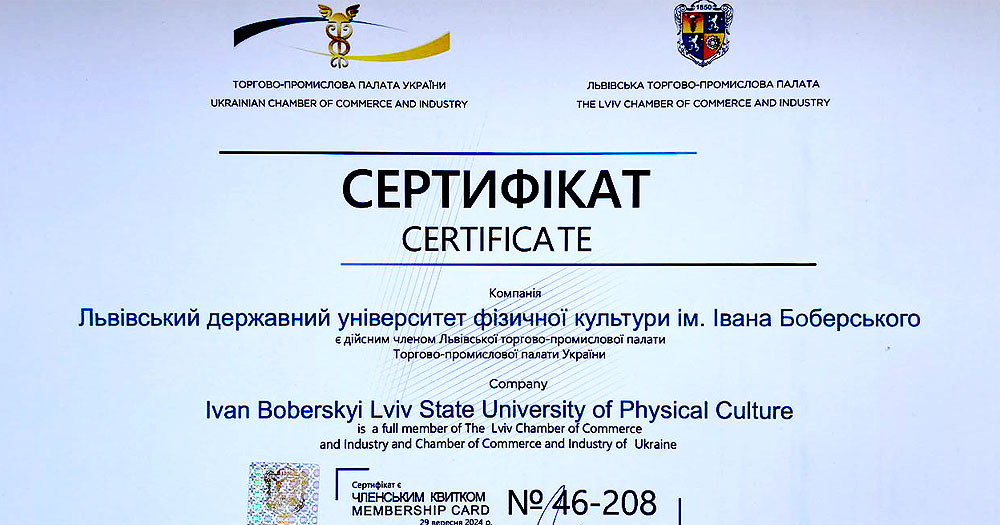 ТОРГОВО-ПРОМИСЛОВА ПАЛАТА УКРАЇНИ
UKRAINIAN CHAMBER OF COMMERCE AND INDUSTRY
1850
ЛЬВІВСЬКА ТОРГОВО-ПРОМИСЛОВА ПАЛАТА
THE LVIV CHAMBER OF COMMERCE AND INDUSTRY
СЕРТИФІКАТ
CERTIFICATE
Компанія
Львівський державний університет фізичної культури ім. Івана Боберського
є дійсним членом Львівської торгово-промислової палати
Торгово-промислової палати України
Company
Ivan Boberskyi Lviv State University of Physical Culture
is a full member of The Lviv Chamber of Commerce
and Industry and Chamber of Commerce and Industry of Ukraine
Сертифікат є
ЧЛЕНСЬКИМ КВИТКОМ
MEMBERSHIP CARD
29 вересня 2024 р.
№ 46-208